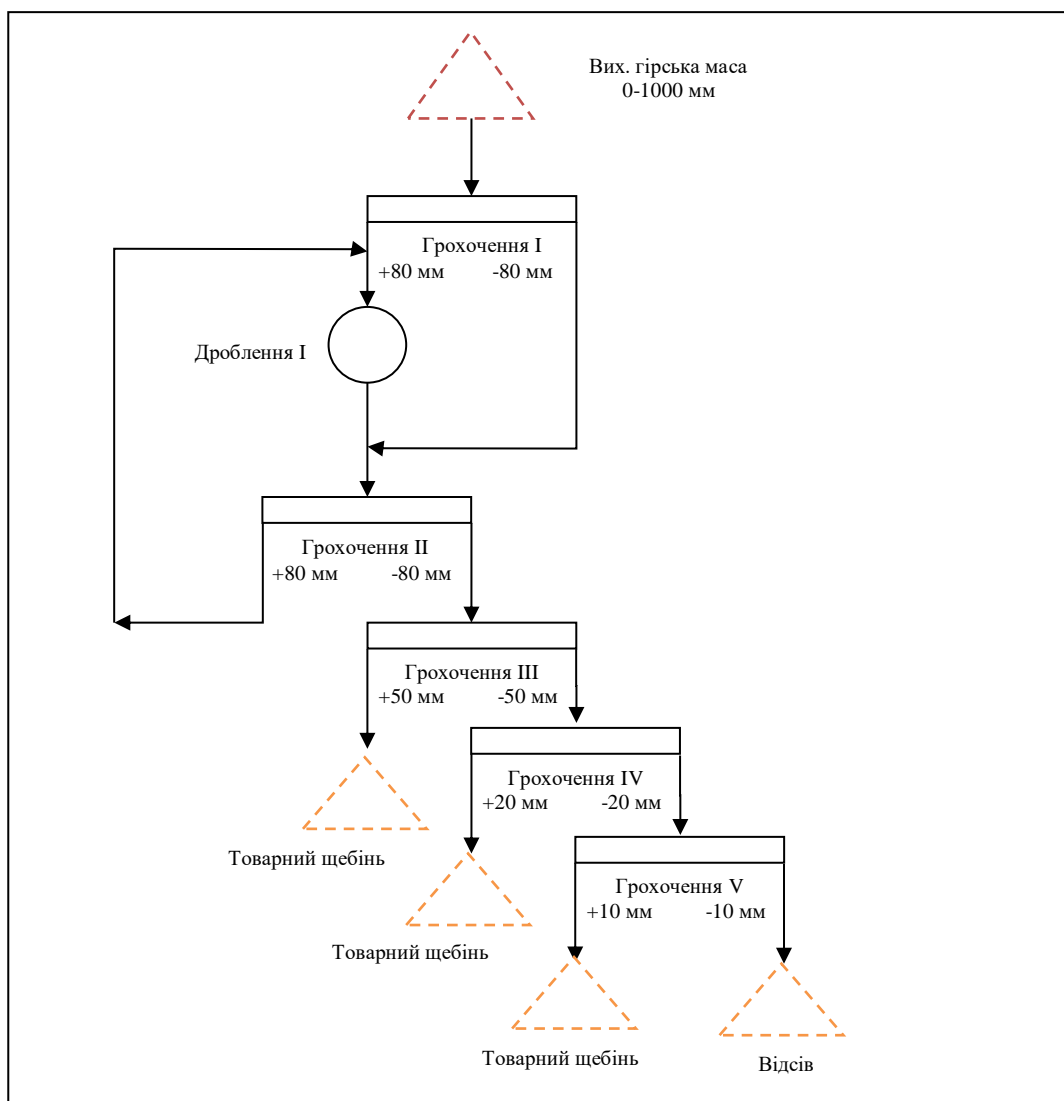 Вих. гірська маса
0-1000 мм
Грохочення I
+80 мм -80 мм
Дроблення I
Грохочення II
+80 мм -80 мм
Грохочення III
+50 мм -50 мм
Грохочення IV
+20 мм -20 мм
Товарний щебінь
Грохочення V
+10 мм -10 мм
Товарний щебінь
Товарний щебінь
Відсів